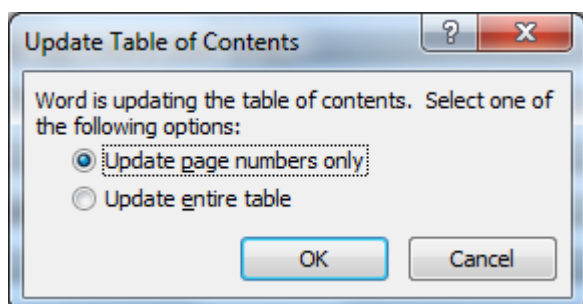 Update Table of Contents
?
Word is updating the table of contents. Select one of
the following options:
Update page numbers only
Update entire table
OK
Cancel